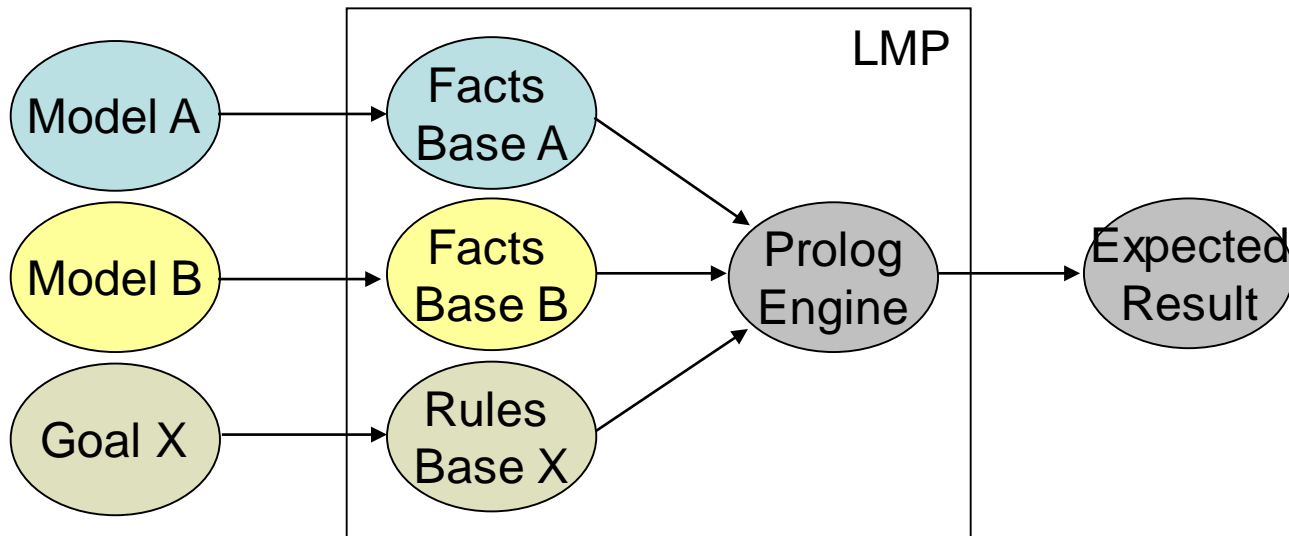 LMP
Model A
Facts
Base A
Model B
Facts
Base B
Prolog
Engine
Expected
Result
Goal X
Rules
Base X